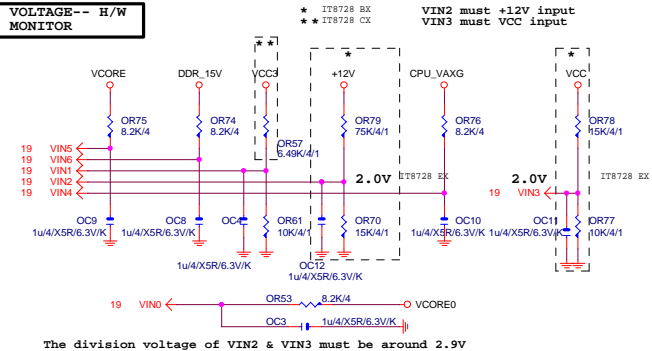 VOLTAGE-- H/W
MONITOR
* IT8728 BX
* * IT8728 CX
VIN2 must +12V input
VIN3 must VCC input
VCORE
DDR_15V
* *
VCC3
*
+12V
CPU_VAXG
*
VCC
OR75
8.2K/4
OR74
8.2K/4
OR57
6.49K/4/1
OR79
75K/4/1
OR76
8.2K/4
OR78
15K/4/1
19 VIN5
19 VIN6
19 VIN1
19 VIN2
19 VIN4
2.0V
IT8728 EX
2.0V
IT8728 EX
19 VIN3
OC9
1u/4/X5R/6.3V/K
OC8
1u/4/X5R/6.3V/K
OC4
1u/4/X5R/6.3V/K
OR61
10K/4/1
OC12
1u/4/X5R/6.3V/K
OR70
15K/4/1
OC10
1u/4/X5R/6.3V/K
OC11
1u/4/X5R/6.3V/K
OR77
10K/4/1
19 VIN0
OR53
8.2K/4
VCORE0
OC3
1u/4/X5R/6.3V/K
The division voltage of VIN2 & VIN3 must be around 2.9V